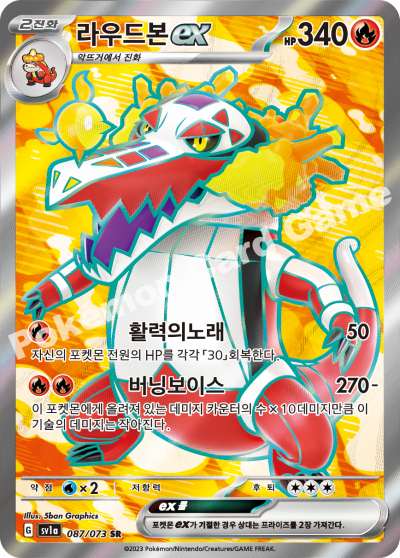 2진화
라우드본 ex HP 340
악뜨거에서 진화
Pokémon Card Game
활력의노래 50
자신의 포켓몬 전원의 HP를 각각 「30」회복한다.
버닝보이스 270-
이 포켓몬에게 올려져 있는 데미지 카운터의 수×10데미지만큼 이
기술의 데미지는 작아진다.
약점 ×2 저항력 후퇴
Illus. 5ban Graphics
G sv1a 087/073 SR
ex 룰
포켓몬 ex가 기절한 경우 상대는 프라이즈를 2장 가져간다.
©2023 Pokémon/Nintendo/Creatures/GAME FREAK.